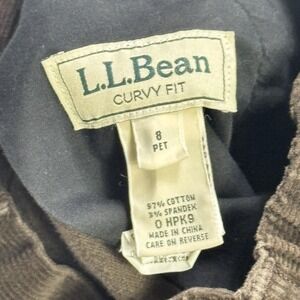 L.L.Bean
CURVY FIT
8
PET
97% COTTON
3% SPANDEX
0 HPK9
MADE IN CHINA
CARE ON REVERSE